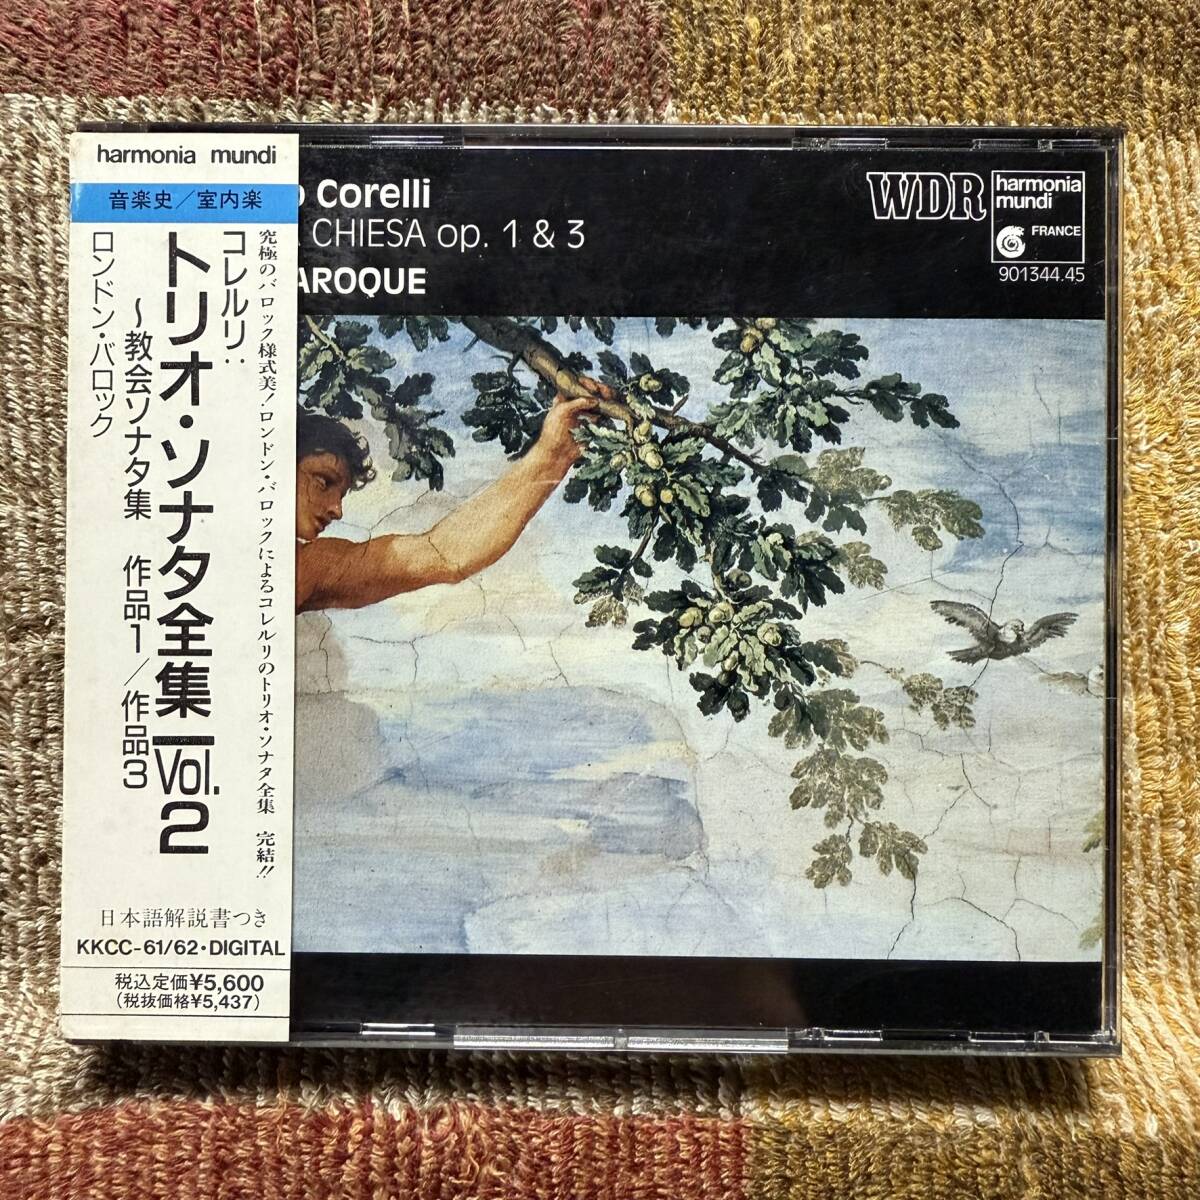 harmonia mundi
音楽史／室内楽
究極のバロック様式美！ロンドン・バロックによるコレルリのトリオ・ソナタ全集 完結!!
コレルリ：
トリオ・ソナタ全集 Vol.2
～教会ソナタ集 作品1／作品3
ロンドン・バロック
日本語解説書つき
KKCC-61/62・DIGITAL
税込定価¥5,600
(税抜価格¥5,437)
o Corelli
A CHIESA op. 1 & 3
AROQUE
WDR
harmonia
mundi
FRANCE
901344.45